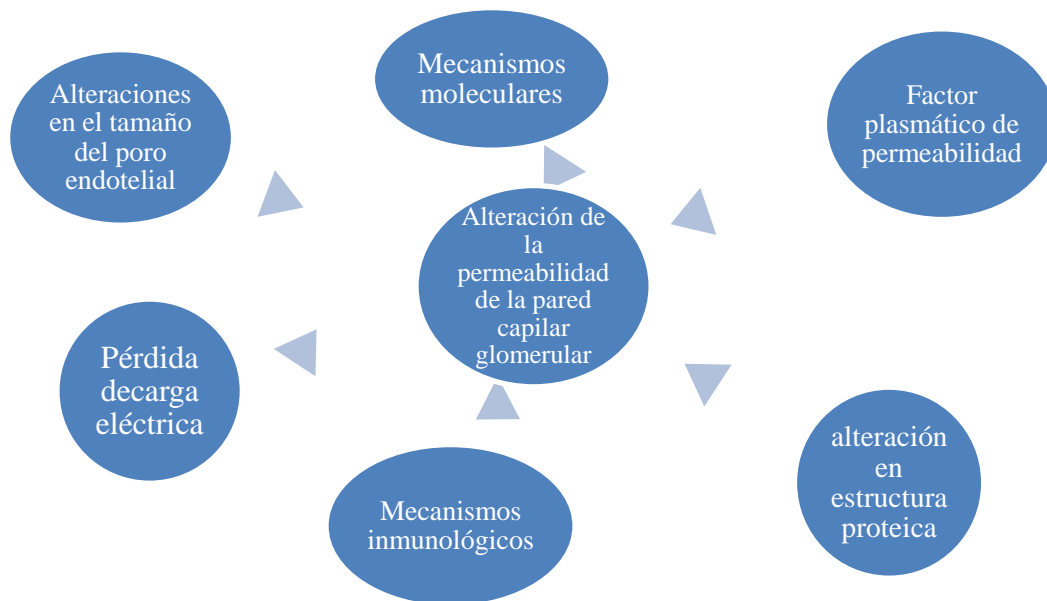 Alteraciones
en el tamaño
del poro
endotelial
Mecanismos
moleculares
Factor
plasmático de
permeabilidad
Alteración de
la
permeabilidad
de la pared
capilar
glomerular
Pérdida
decarga
eléctrica
Mecanismos
inmunológicos
alteración
en
estructura
proteica